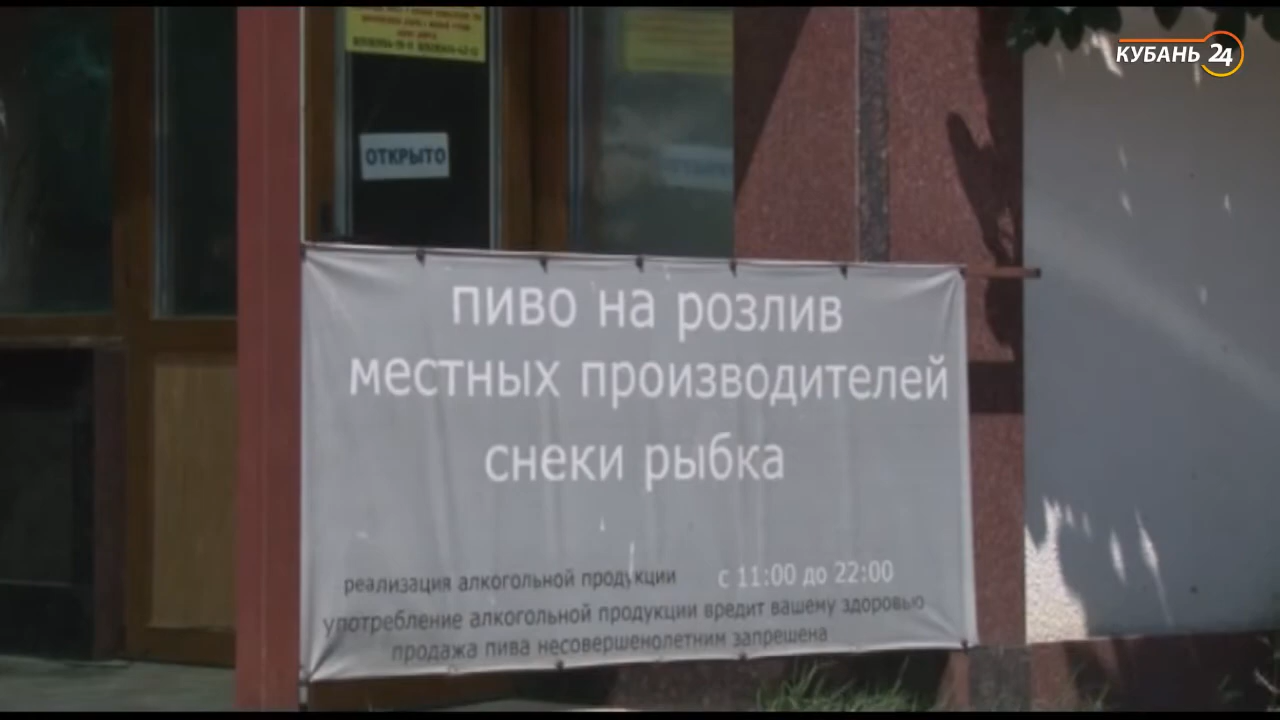 КУБАНЬ 24
ОТКРЫТО
пиво на розлив
местных производителей
снеки рыбка
реализация алкогольной продукции с 11:00 до 22:00
употребление алкогольной продукции вредит вашему здоровью
продажа пива несовершенолетним запрешена